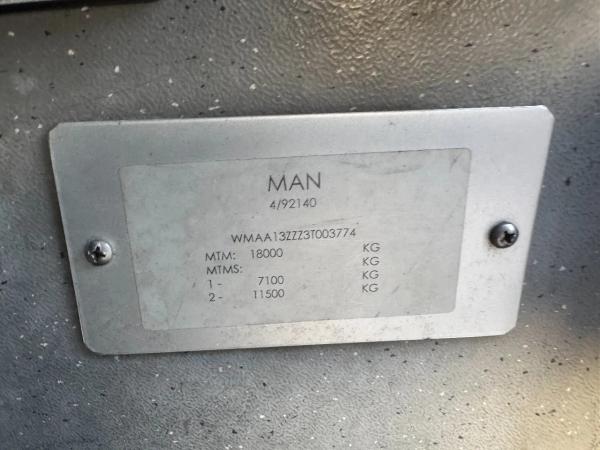 MAN
4/92140
WMAA13ZZZ3T003774
MTM: 18000 KG
MTMS: KG
1 - 7100 KG
2 - 11500 KG